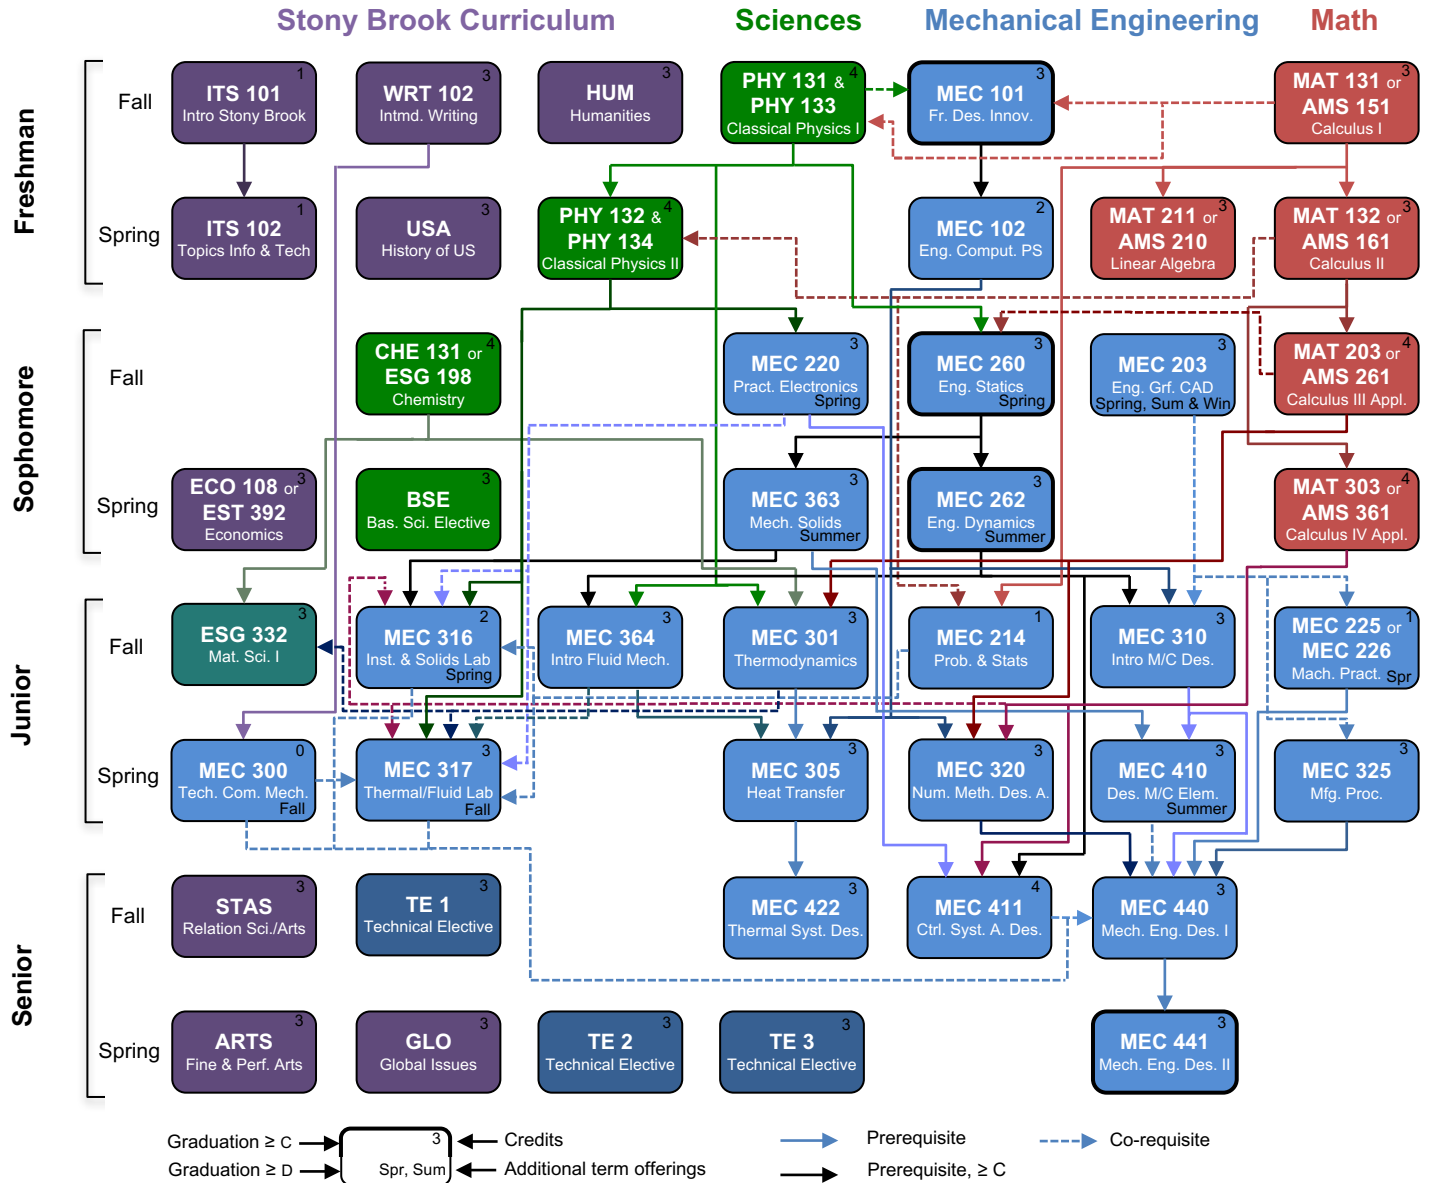 Stony Brook Curriculum
Sciences
Mechanical Engineering
Math
Freshman
Fall
1
ITS 101
Intro Stony Brook
3
WRT 102
Intmd. Writing
3
HUM
Humanities
4
PHY 131 &
PHY 133
Classical Physics I
3
MEC 101
Fr. Des. Innov.
3
MAT 131 or
AMS 151
Calculus I
Spring
1
ITS 102
Topics Info & Tech
3
USA
History of US
4
PHY 132 &
PHY 134
Classical Physics II
2
MEC 102
Eng. Comput. PS
3
MAT 211 or
AMS 210
Linear Algebra
3
MAT 132 or
AMS 161
Calculus II
Sophomore
Fall
4
CHE 131 or
ESG 198
Chemistry
3
MEC 220
Pract. Electronics
Spring
3
MEC 260
Eng. Statics
Spring
3
MEC 203
Eng. Grf. CAD
Spring, Sum & Win
4
MAT 203 or
AMS 261
Calculus III Appl.
Spring
3
ECO 108 or
EST 392
Economics
3
BSE
Bas. Sci. Elective
3
MEC 363
Mech. Solids
Summer
3
MEC 262
Eng. Dynamics
Summer
4
MAT 303 or
AMS 361
Calculus IV Appl.
Junior
Fall
3
ESG 332
Mat. Sci. I
2
MEC 316
Inst. & Solids Lab
Spring
3
MEC 364
Intro Fluid Mech.
3
MEC 301
Thermodynamics
1
MEC 214
Prob. & Stats
3
MEC 310
Intro M/C Des.
1
MEC 225 or
MEC 226
Mach. Pract. Spr
Spring
0
MEC 300
Tech. Com. Mech.
Fall
3
MEC 317
Thermal/Fluid Lab
Fall
3
MEC 305
Heat Transfer
3
MEC 320
Num. Meth. Des. A.
3
MEC 410
Des. M/C Elem.
Summer
3
MEC 325
Mfg. Proc.
Senior
Fall
3
STAS
Relation Sci./Arts
3
TE 1
Technical Elective
3
MEC 422
Thermal Syst. Des.
4
MEC 411
Ctrl. Syst. A. Des.
3
MEC 440
Mech. Eng. Des. I
Spring
3
ARTS
Fine & Perf. Arts
3
GLO
Global Issues
3
TE 2
Technical Elective
3
TE 3
Technical Elective
3
MEC 441
Mech. Eng. Des. II
Graduation ≥ C
3
Credits
Prerequisite
Co-requisite
Graduation ≥ D
Spr, Sum
Additional term offerings
Prerequisite, ≥ C